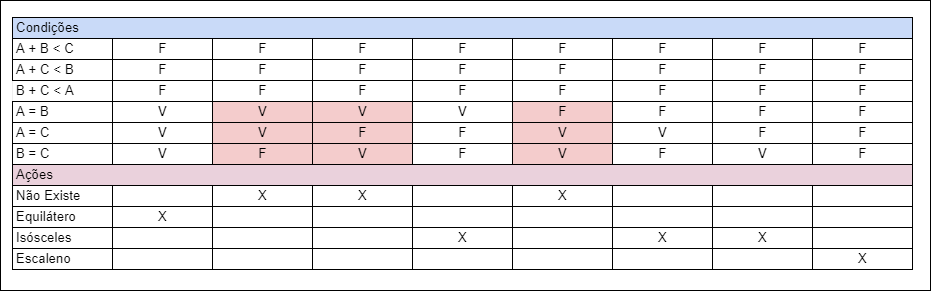 Condições
A + B < C F F F F F F F F
A + C < B F F F F F F F F
B + C < A F F F F F F F F
A = B V V V V F F F F
A = C V V F F V V F F
B = C V F V F V F V F
Ações
Não Existe X X X
Equilátero X
Isósceles X X X
Escaleno X